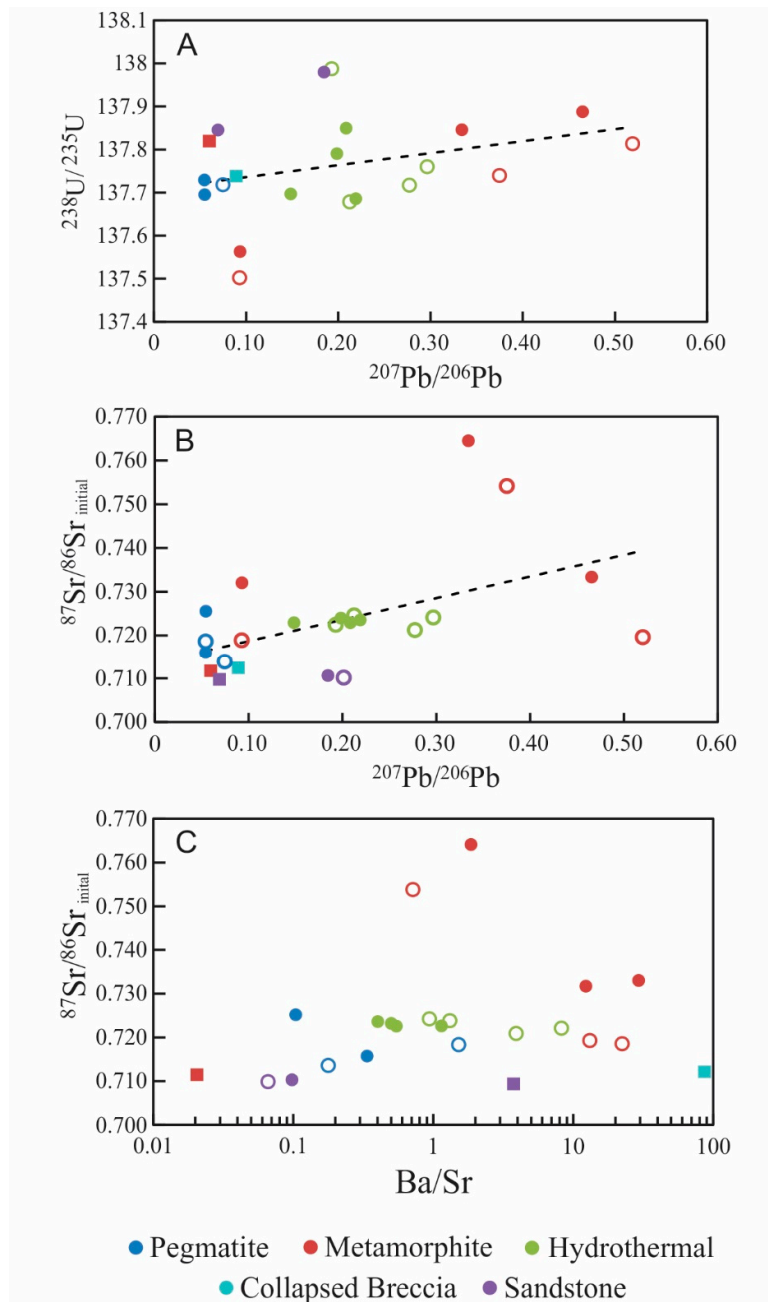 A
138.1
138
137.9
137.8
137.7
137.6
137.5
137.4
²³⁸U/²³⁵U
0 0.10 0.20 0.30 0.40 0.50 0.60
²⁰⁷Pb/²⁰⁶Pb
B
0.770
0.760
0.750
0.740
0.730
0.720
0.710
0.700
⁸⁷Sr/⁸⁶Sr initial
0 0.10 0.20 0.30 0.40 0.50 0.60
²⁰⁷Pb/²⁰⁶Pb
C
0.770
0.760
0.750
0.740
0.730
0.720
0.710
0.700
⁸⁷Sr/⁸⁶Sr inital
0.01 0.1 1 10 100
Ba/Sr
Pegmatite Metamorphite Hydrothermal
Collapsed Breccia Sandstone